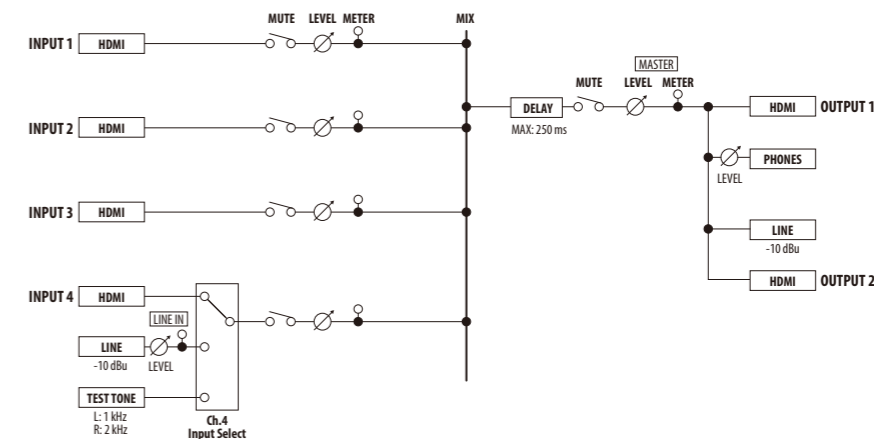 MUTE LEVEL METER MIX
INPUT 1 HDMI
MASTER
MUTE LEVEL METER
DELAY HDMI OUTPUT 1
MAX: 250 ms
INPUT 2 HDMI
PHONES
LEVEL
INPUT 3 HDMI
LINE
-10 dBu
HDMI OUTPUT 2
INPUT 4 HDMI
LINE IN
LINE
-10 dBu LEVEL
TEST TONE
L: 1 kHz
R: 2 kHz
Ch.4
Input Select